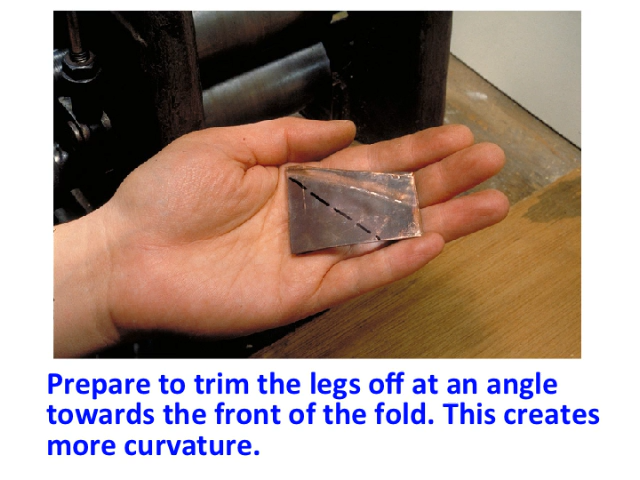 Prepare to trim the legs off at an angle
towards the front of the fold. This creates
more curvature.